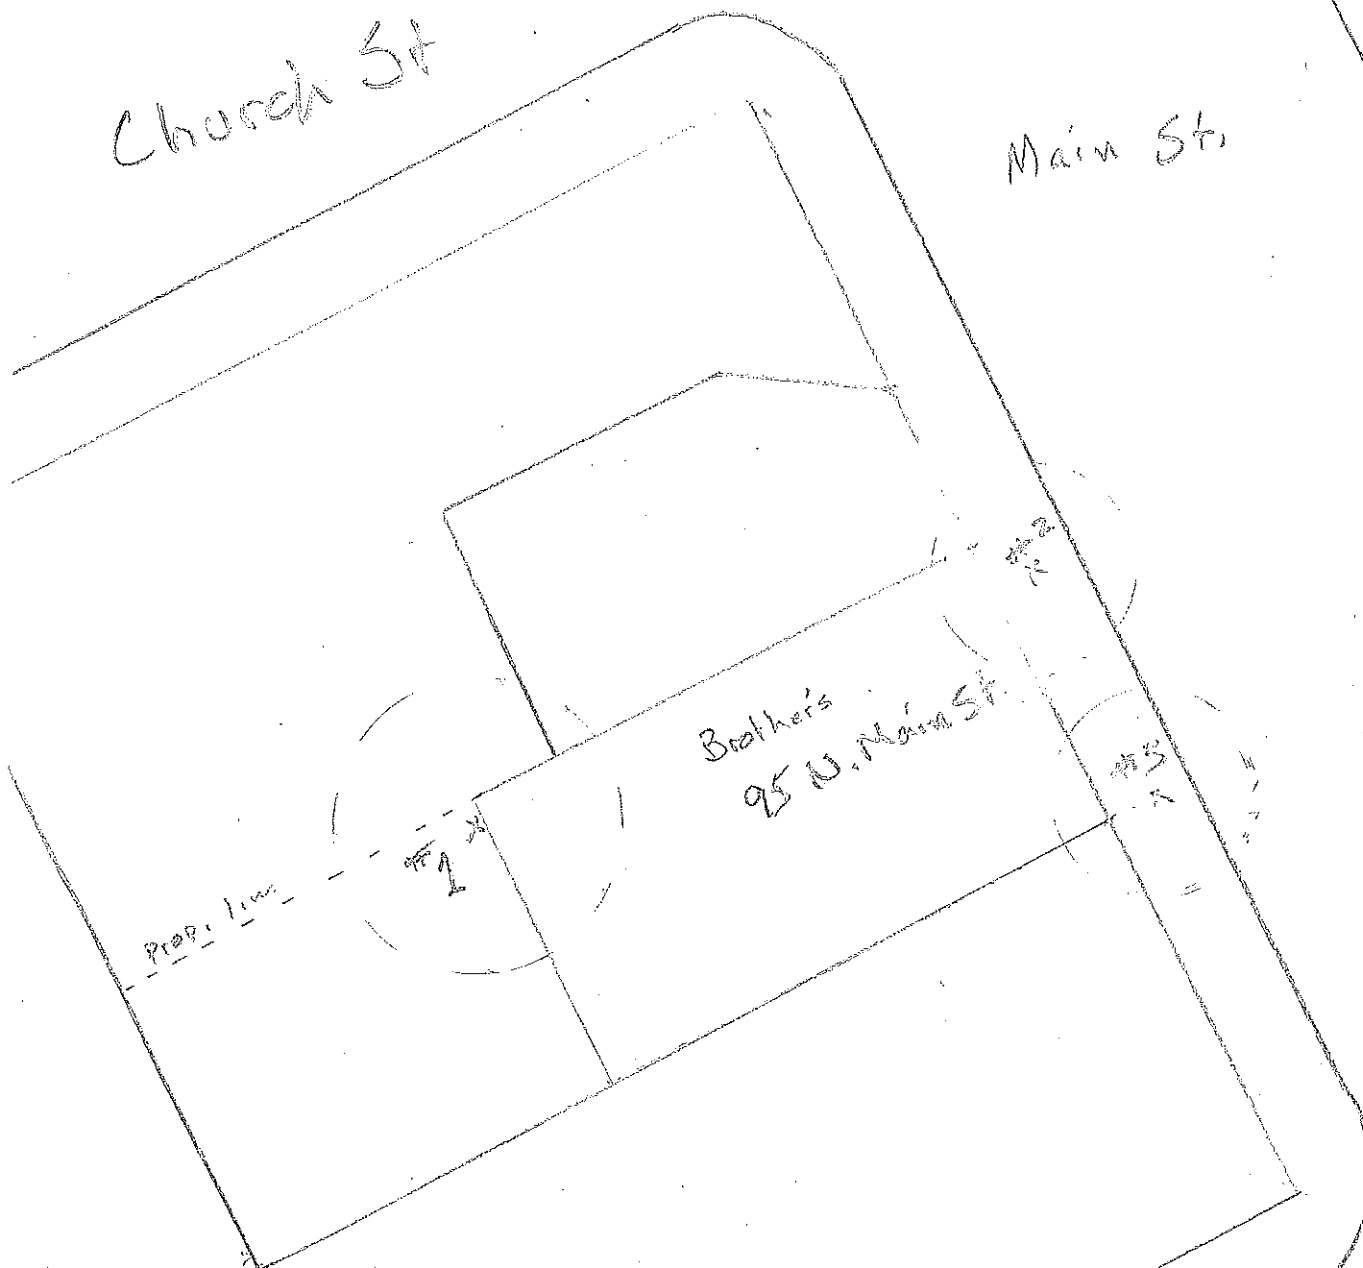 Church St
Main St.
#2
x
Brother's
95 N. Main St.
#3
x
x
#1
Prop. line